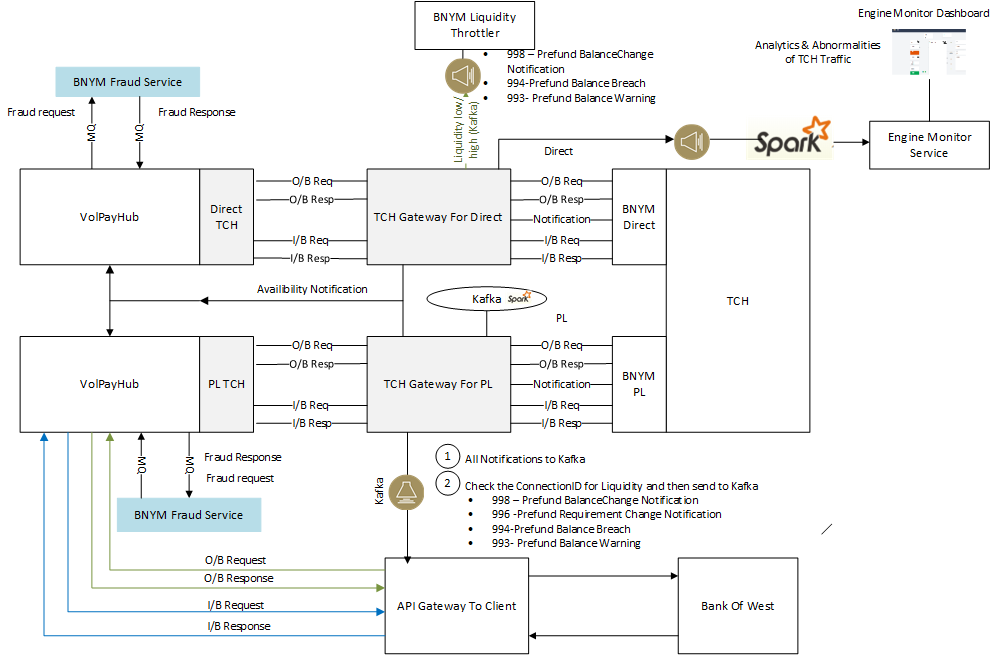 BNYM Liquidity
Throttler
Engine Monitor Dashboard
Analytics & Abnormalities
of TCH Traffic
• 998 – Prefund BalanceChange
Notification
• 994-Prefund Balance Breach
• 993- Prefund Balance Warning
BNYM Fraud Service
Fraud request
Fraud Response
MQ
MQ
Liquidity low/
high (Kafka)
Direct
Spark
Engine Monitor
Service
VolPayHub
Direct
TCH
O/B Req
O/B Resp
I/B Req
I/B Resp
TCH Gateway For Direct
O/B Req
O/B Resp
Notification
I/B Req
I/B Resp
BNYM
Direct
TCH
Availibility Notification
Kafka
Spark
PL
VolPayHub
PL TCH
O/B Req
O/B Resp
I/B Req
I/B Resp
TCH Gateway For PL
O/B Req
O/B Resp
Notification
I/B Req
I/B Resp
BNYM
PL
MQ
MQ
Fraud Response
Fraud request
BNYM Fraud Service
Kafka
1 All Notifications to Kafka
2 Check the ConnectionID for Liquidity and then send to Kafka
• 998 – Prefund BalanceChange Notification
• 996 -Prefund Requirement Change Notification
• 994-Prefund Balance Breach
• 993- Prefund Balance Warning
O/B Request
O/B Response
I/B Request
I/B Response
API Gateway To Client
Bank Of West